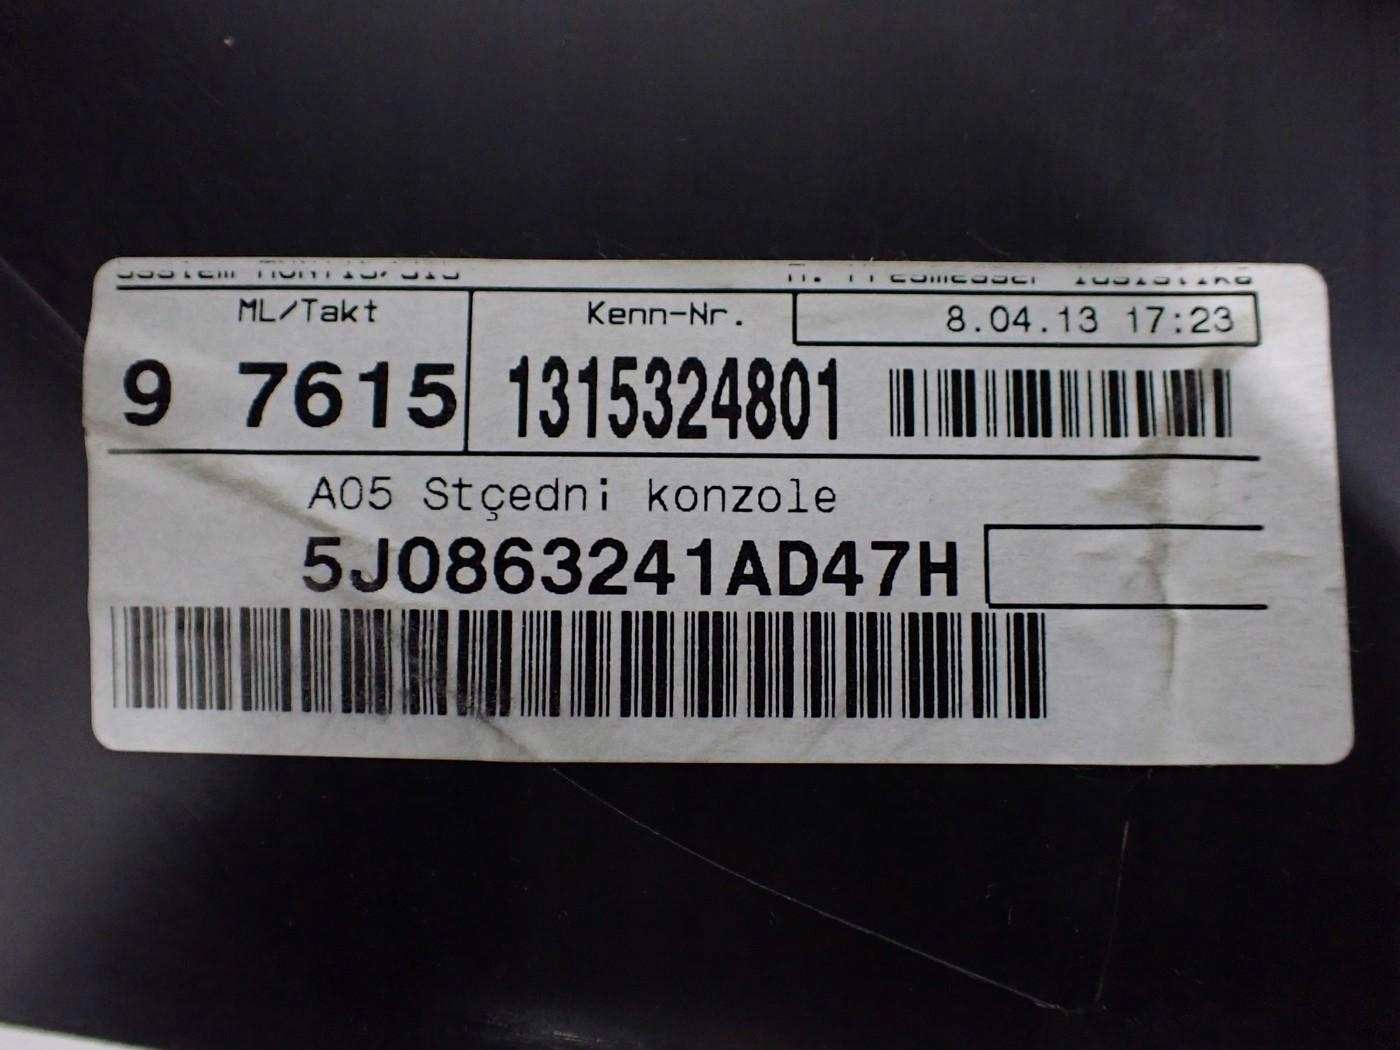 ML/Takt Kenn-Nr. 8.04.13 17:23
9 7615 1315324801
A05 Stçedni konzole
5J0863241AD47H